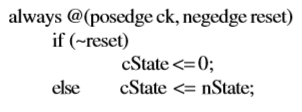 always @(posedge ck, negedge reset)
if (~reset)
cState <=0;
else cState <= nState;